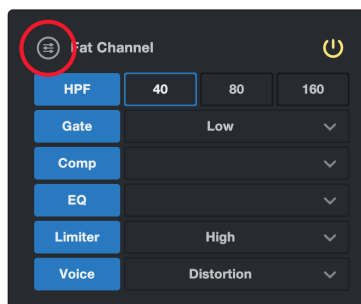 Fat Channel
HPF 40 80 160
Gate Low
Comp
EQ
Limiter High
Voice Distortion